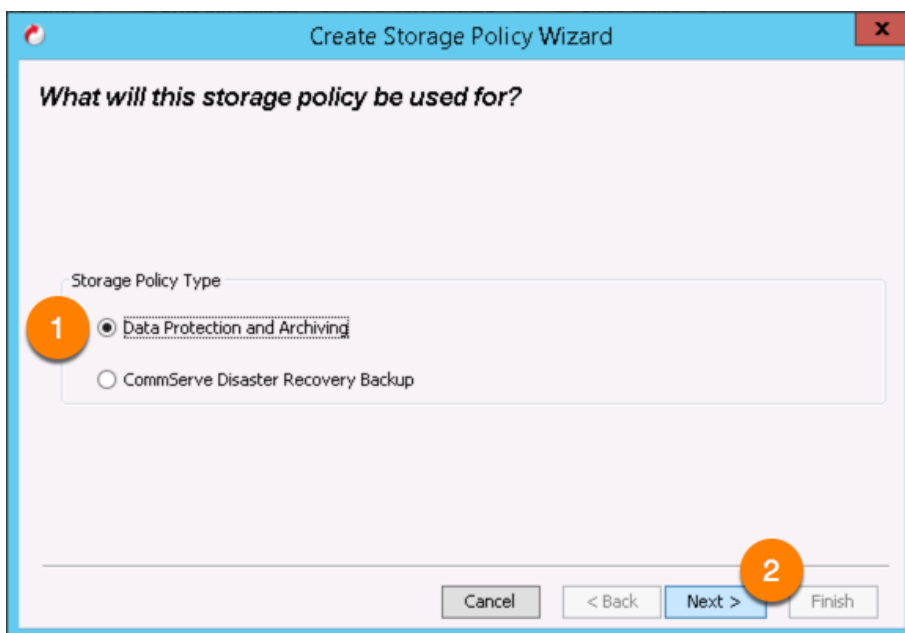 Create Storage Policy Wizard
x
What will this storage policy be used for?
Storage Policy Type
1
Data Protection and Archiving
CommServe Disaster Recovery Backup
2
Cancel
< Back
Next >
Finish